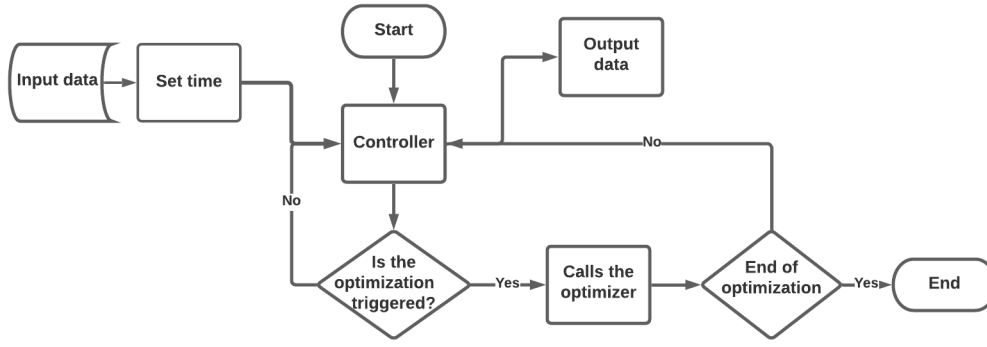 Start
Output
data
Input data
Set time
Controller
No
No
Is the
optimization
triggered?
Yes
Calls the
optimizer
End of
optimization
Yes
End